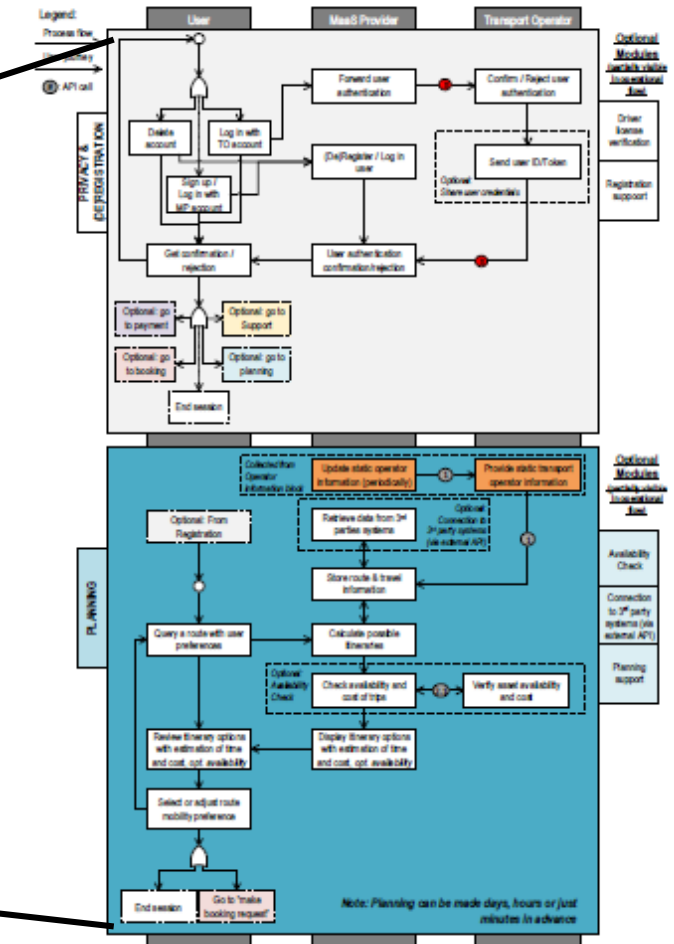 Legend:
User
MaaS Provider
Transport Operator
Process flow
API call
Optional
Modules
Forward user
authentication
Confirm / Reject user
authentication
Driver
license
verification
Delete
account
Log in with
TO account
PRIVACY &
(DE)REGISTRATION
(De)Register / Log in
user
Send user ID/Token
Optional:
Share user credentials
Sign up /
Log in with
MP account
Registration
support
Get confirmation /
rejection
User authentication
confirmation/rejection
Optional: go
to payment
Optional: go to
Support
Optional: go
to booking
Optional: go to
planning
End session
Optional
Modules
Collected from
Operator
information block
Update static operator
information (periodically)
Provide static transport
operator information
Optional: From
Registration
Retrieve data from 3rd
parties systems
Optional:
Connection to
3rd party systems
(via external API)
Availability
Check
PLANNING
Store route & travel
information
Connection
to 3rd party
systems (via
external API)
Query a route with user
preferences
Calculate possible
itineraries
Planning
support
Optional:
Availability
Check
Check availability and
cost of trips
Verify asset availability
and cost
Review itinerary options
with estimation of time
and cost, opt. availability
Display itinerary options
with estimation of time
and cost, opt. availability
Select or adjust route
mobility preference
End session
Go to "make
booking request"
Note: Planning can be made days, hours or just
minutes in advance